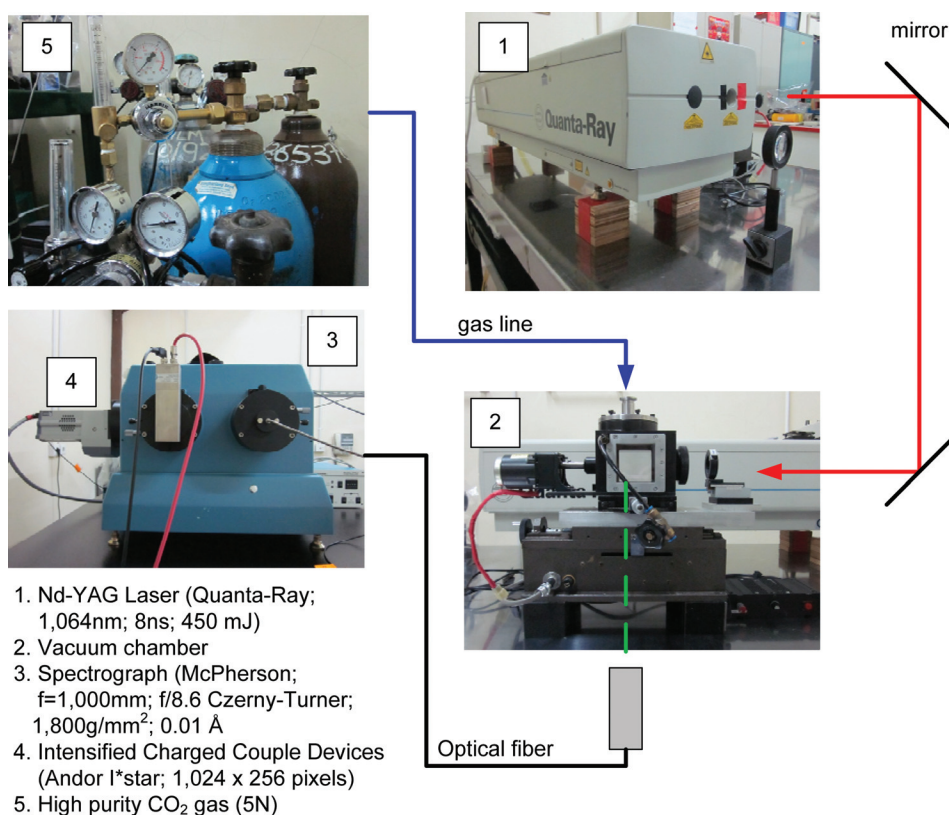 5
1
mirror
Quanta-Ray
gas line
3
4
2
1. Nd-YAG Laser (Quanta-Ray;
1,064nm; 8ns; 450 mJ)
2. Vacuum chamber
3. Spectrograph (McPherson;
f=1,000mm; f/8.6 Czerny-Turner;
1,800g/mm²; 0.01 Å
4. Intensified Charged Couple Devices
(Andor I*star; 1,024 x 256 pixels)
5. High purity CO₂ gas (5N)
Optical fiber